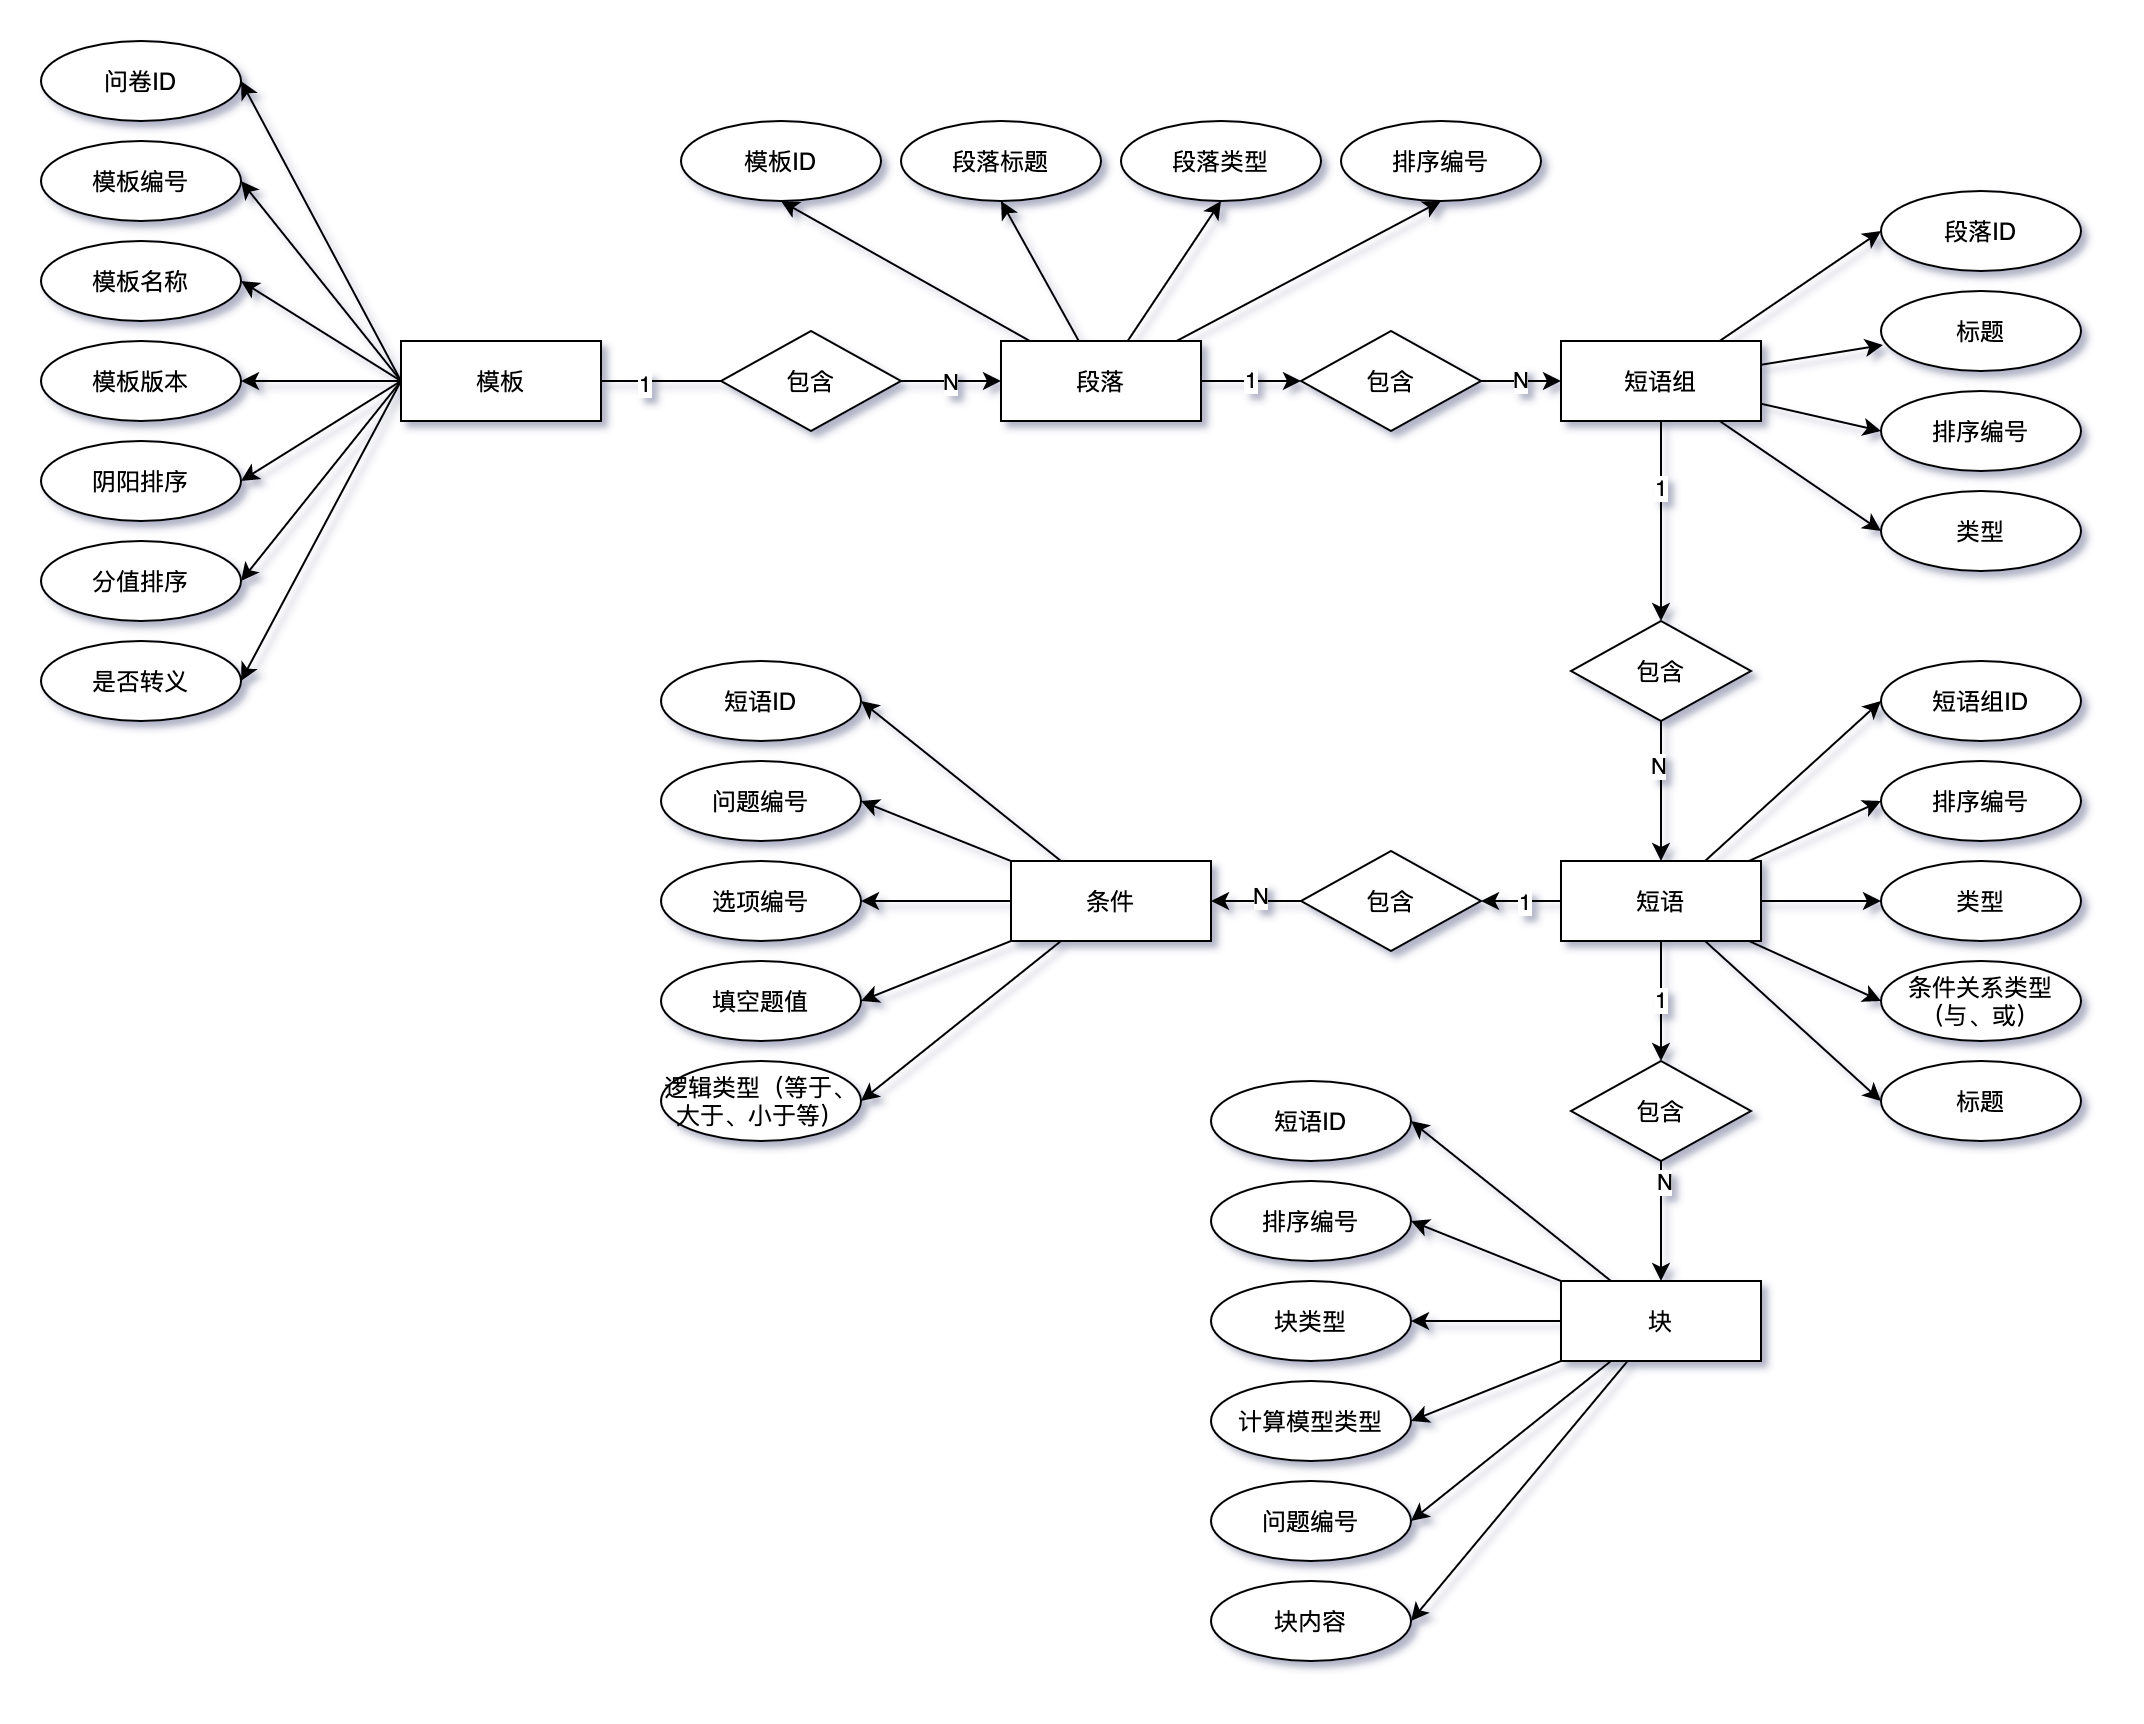 问卷ID
模板编号
模板名称
模板版本
阴阳排序
分值排序
是否转义
模板
1
包含
N
模板ID
段落标题
段落类型
排序编号
段落
1
包含
N
短语组
段落ID
标题
排序编号
类型
1
包含
N
短语
短语组ID
排序编号
类型
条件关系类型
（与、或）
标题
1
包含
N
条件
短语ID
问题编号
选项编号
填空题值
逻辑类型（等于、
大于、小于等）
1
包含
N
块
短语ID
排序编号
块类型
计算模型类型
问题编号
块内容